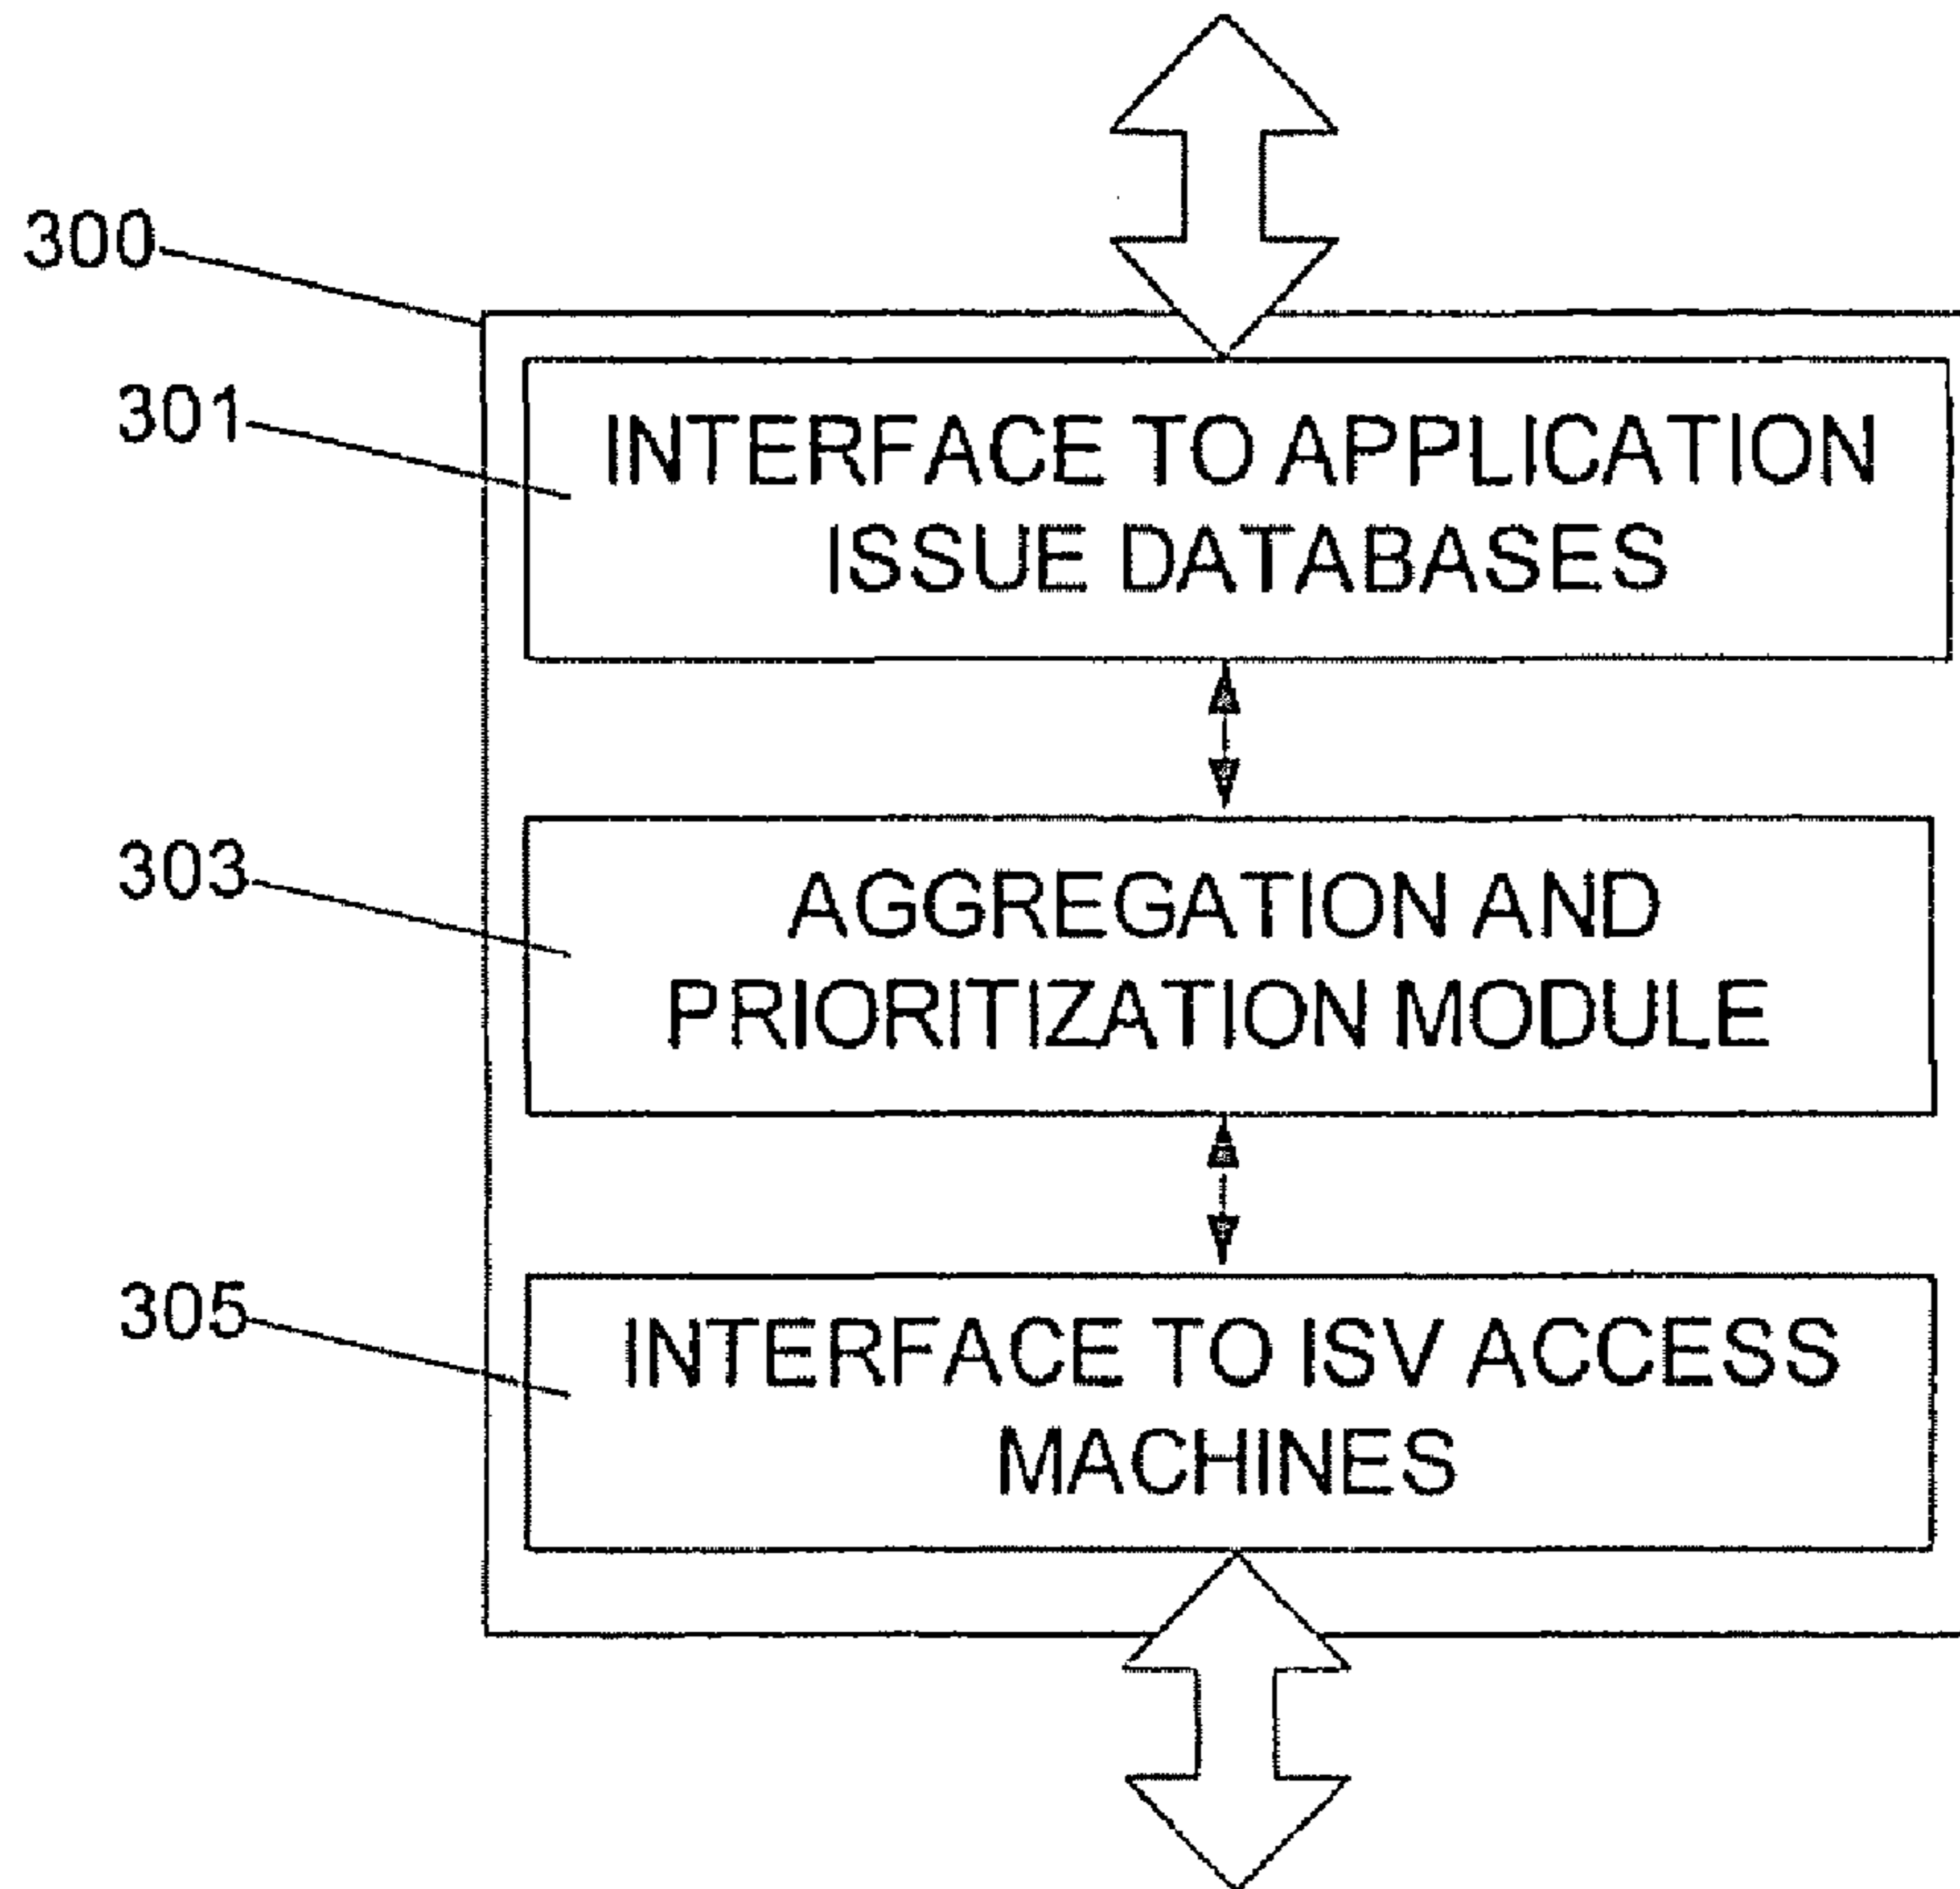 300
301
INTERFACE TO APPLICATION
ISSUE DATABASES
303
AGGREGATION AND
PRIORITIZATION MODULE
305
INTERFACE TO ISV ACCESS
MACHINES